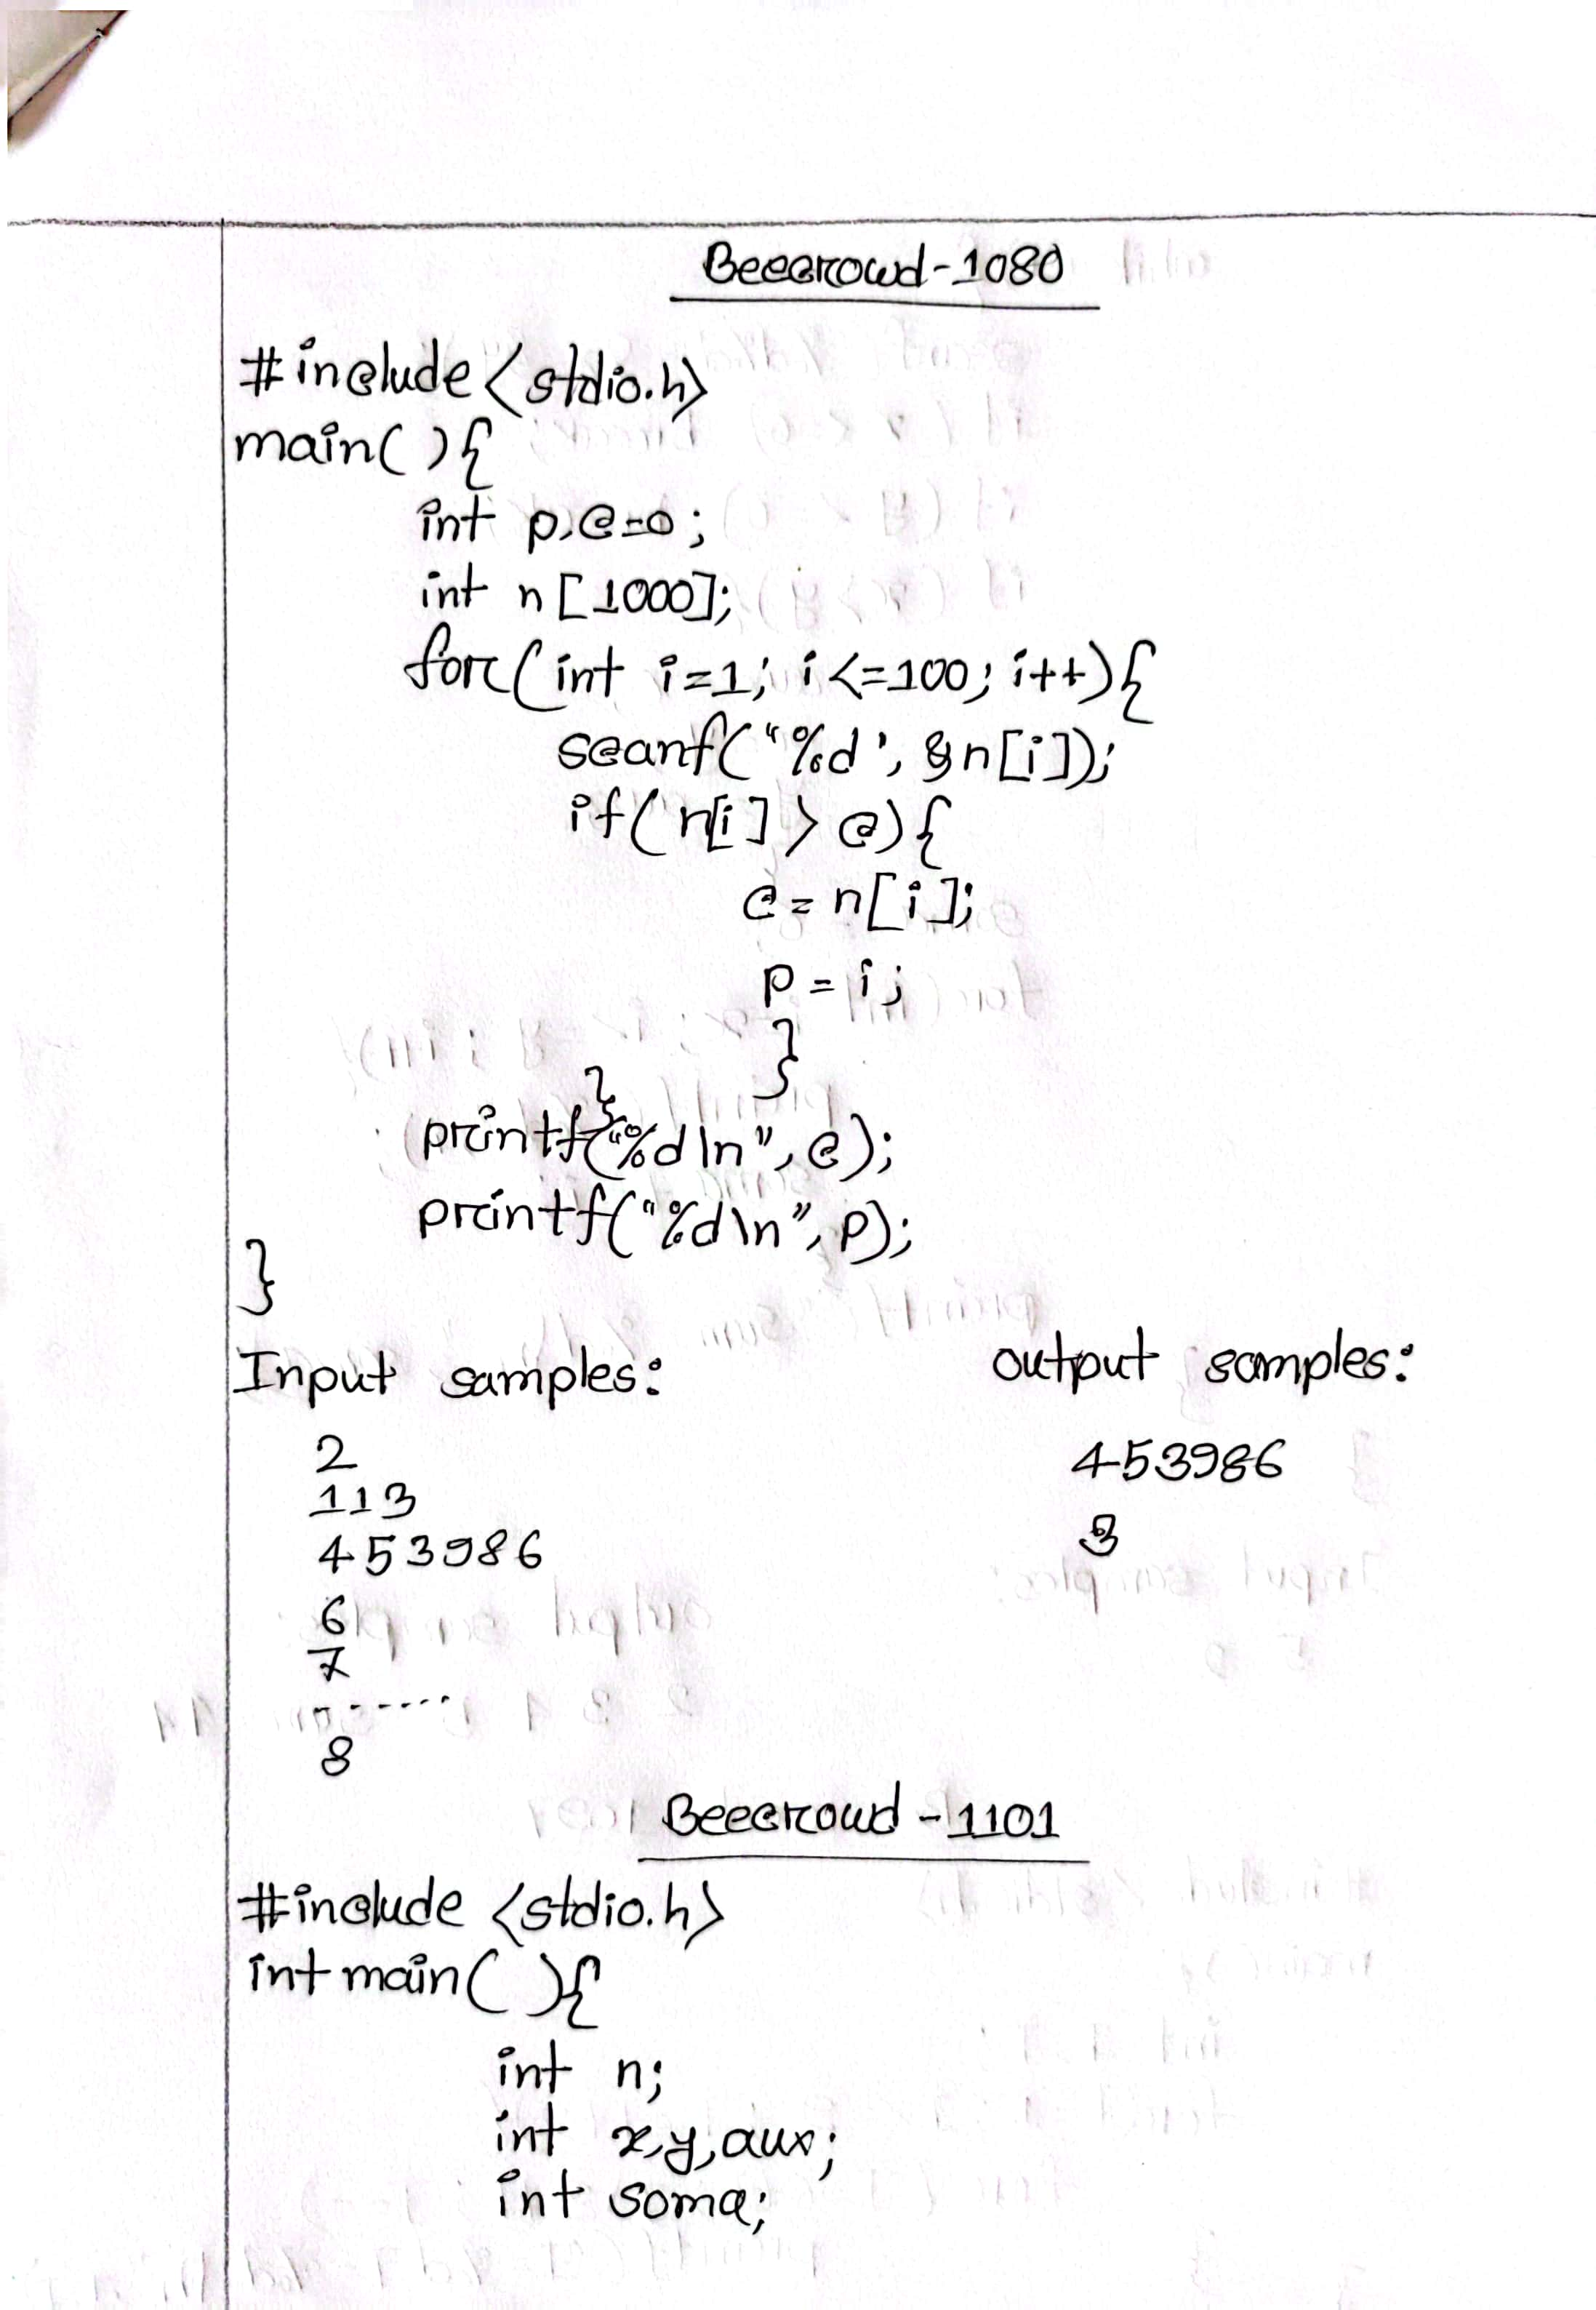 Beecrowd-1080
#include<stdio.h>
main(){
int p,c=0;
int n[1000];
for(int i=1; i<=100; i++){
scanf("%d", &n[i]);
if(n[i]>c){
c=n[i];
p=i;
}
}
printf("%d\n",c);
printf("%d\n",p);
}
Input samples: output samples:
2 453986
113 3
453986
6
7
.......
8
Beecrowd-1101
#include <stdio.h>
int main(){
int n;
int x,y,aux;
int soma;